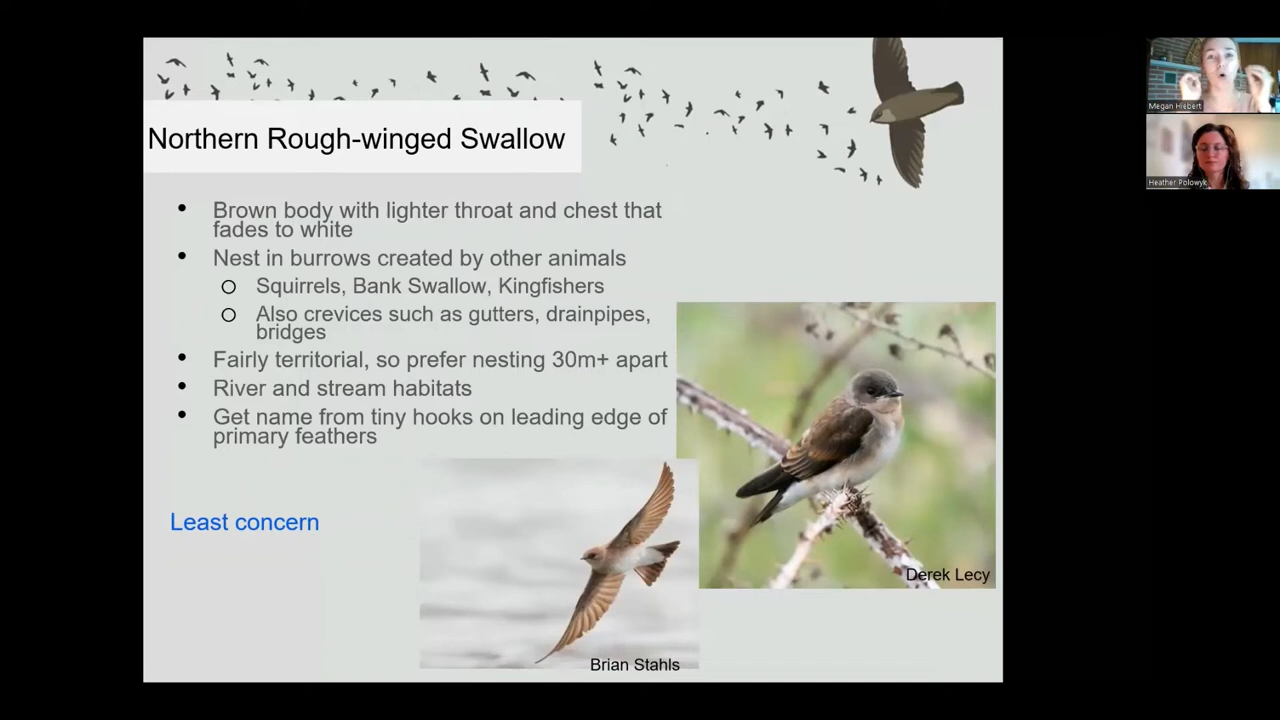 Northern Rough-winged Swallow
Brown body with lighter throat and chest that
fades to white
Nest in burrows created by other animals
Squirrels, Bank Swallow, Kingfishers
Also crevices such as gutters, drainpipes,
bridges
Fairly territorial, so prefer nesting 30m+ apart
River and stream habitats
Get name from tiny hooks on leading edge of
primary feathers
Least concern
Derek Lecy
Brian Stahls
Megan Hiebert
Heather Polowyk